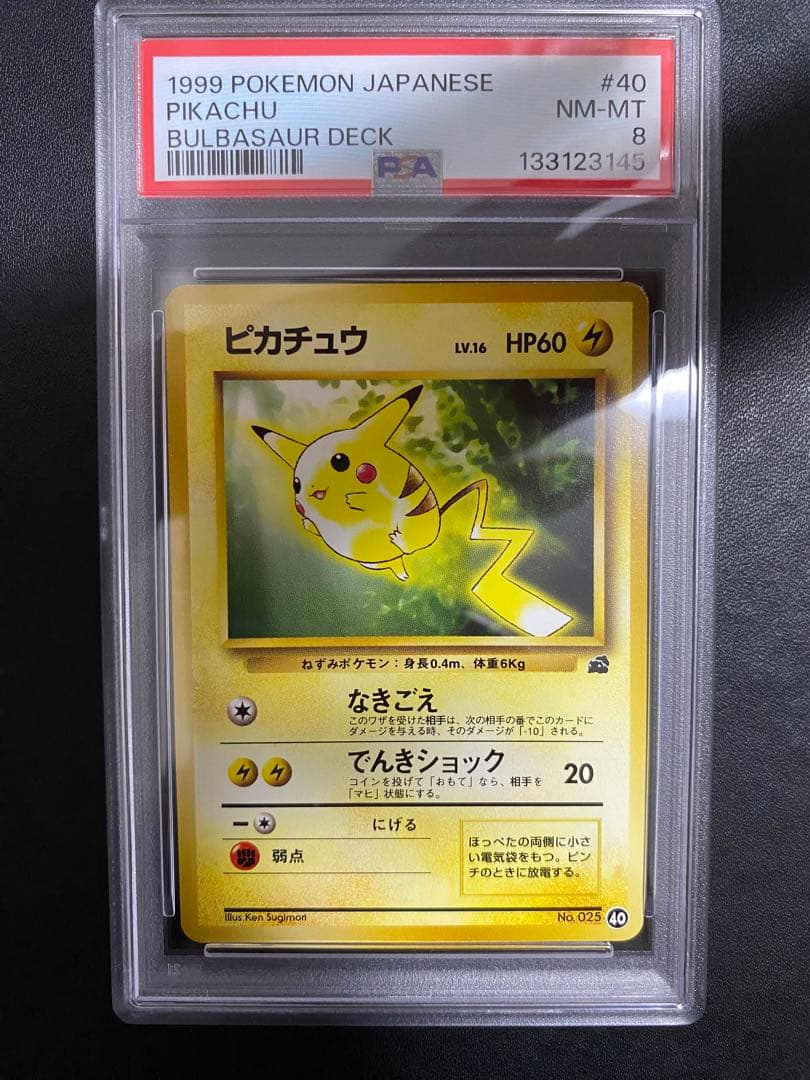 1999 POKEMON JAPANESE #40
PIKACHU NM-MT
BULBASAUR DECK 8
PSA 133123145
ピカチュウ LV.16 HP60
ねずみポケモン：身長0.4m、体重6Kg
なきごえ
このワザを受けた相手は、次の相手の番でこのカードに
ダメージを与える時、そのダメージが「-10」される。
でんきショック 20
コインを投げて「おもて」なら、相手を
「マヒ」状態にする。
にげる
弱点
ほっぺたの両側に小さ
い電気袋をもつ。ピン
チのときに放電する。
Illus.Ken Sugimori No. 025 40